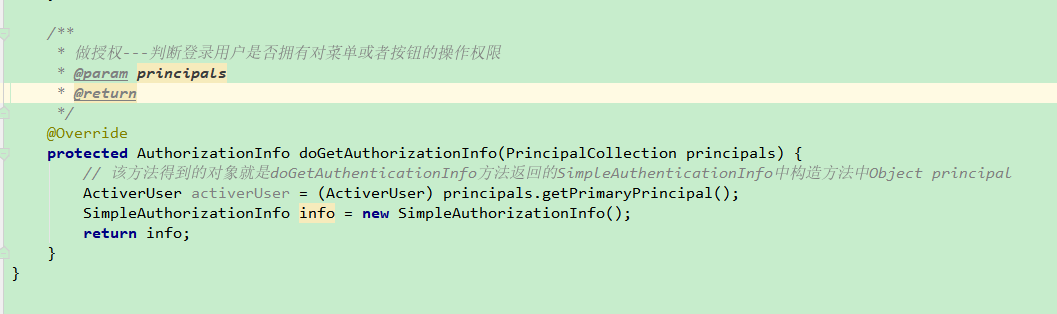 /**
 * 做授权---判断登录用户是否拥有对菜单或者按钮的操作权限
 * @param principals
 * @return
 */
@Override
protected AuthorizationInfo doGetAuthorizationInfo(PrincipalCollection principals) {
    // 该方法得到的对象就是doGetAuthenticationInfo方法返回的SimpleAuthenticationInfo中构造方法中Object principal
    ActiverUser activerUser = (ActiverUser) principals.getPrimaryPrincipal();
    SimpleAuthorizationInfo info = new SimpleAuthorizationInfo();
    return info;
}
}